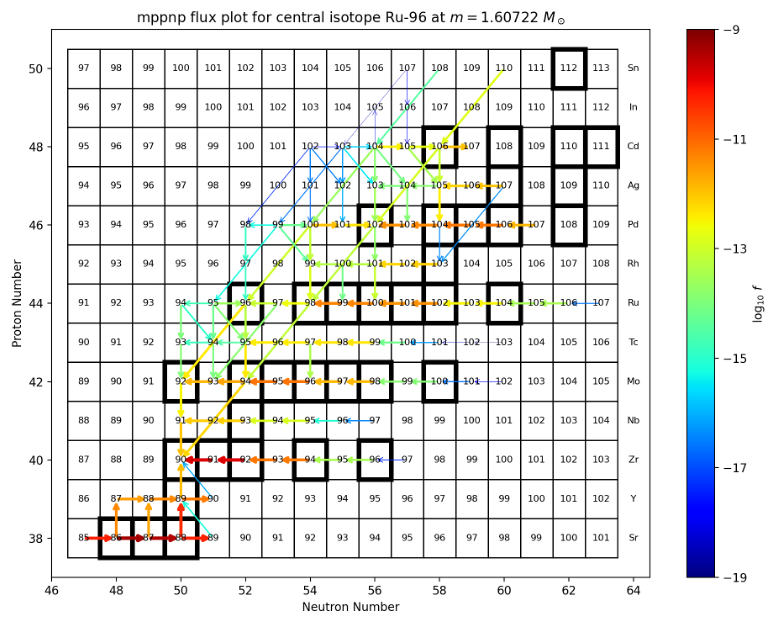 mppnp flux plot for central isotope Ru-96 at m = 1.60722 M⊙
50 97 98 99 100 101 102 103 104 105 106 107 108 109 110 111 112 113 Sn
96 95 97 98 99 100 101 102 103 104 105 106 107 108 109 110 111 112 In
48 95 96 97 98 99 100 101 102 103 104 105 106 107 108 109 110 111 Cd
94 95 96 97 98 99 100 101 102 103 104 105 106 107 108 109 110 Ag
46 93 94 95 96 97 98 99 100 101 102 103 104 105 106 107 108 109 Pd
92 93 94 95 96 97 98 99 100 101 102 103 104 105 106 107 108 Rh
44 91 92 93 94 95 96 97 98 99 100 101 102 103 104 105 106 107 Ru
90 91 92 93 94 95 96 97 98 99 100 101 102 103 104 105 106 Tc
42 89 90 91 92 93 94 95 96 97 98 99 100 101 102 103 104 105 Mo
88 89 90 91 92 93 94 95 96 97 98 99 100 101 102 103 104 Nb
40 87 88 89 90 91 92 93 94 95 96 97 98 99 100 101 102 103 Zr
86 87 88 89 90 91 92 93 94 95 96 97 98 99 100 101 102 Y
38 85 86 87 88 89 90 91 92 93 94 95 96 97 98 99 100 101 Sr
46 48 50 52 54 56 58 60 62 64
Neutron Number
Proton Number
−9
−11
−13
−15
−17
−19
log₁₀ f